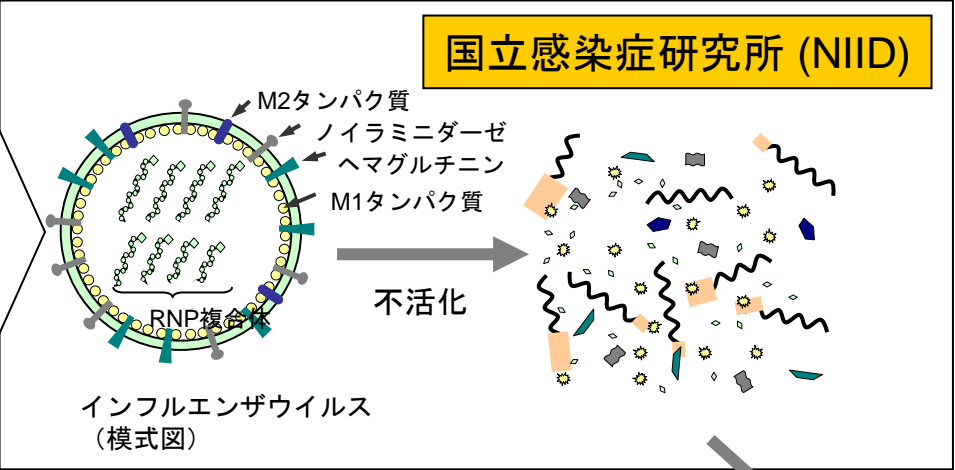 国立感染症研究所 (NIID)
M2タンパク質
ノイラミニダーゼ
ヘマグルチニン
M1タンパク質
不活化
RNP複合体
インフルエンザウイルス
（模式図）